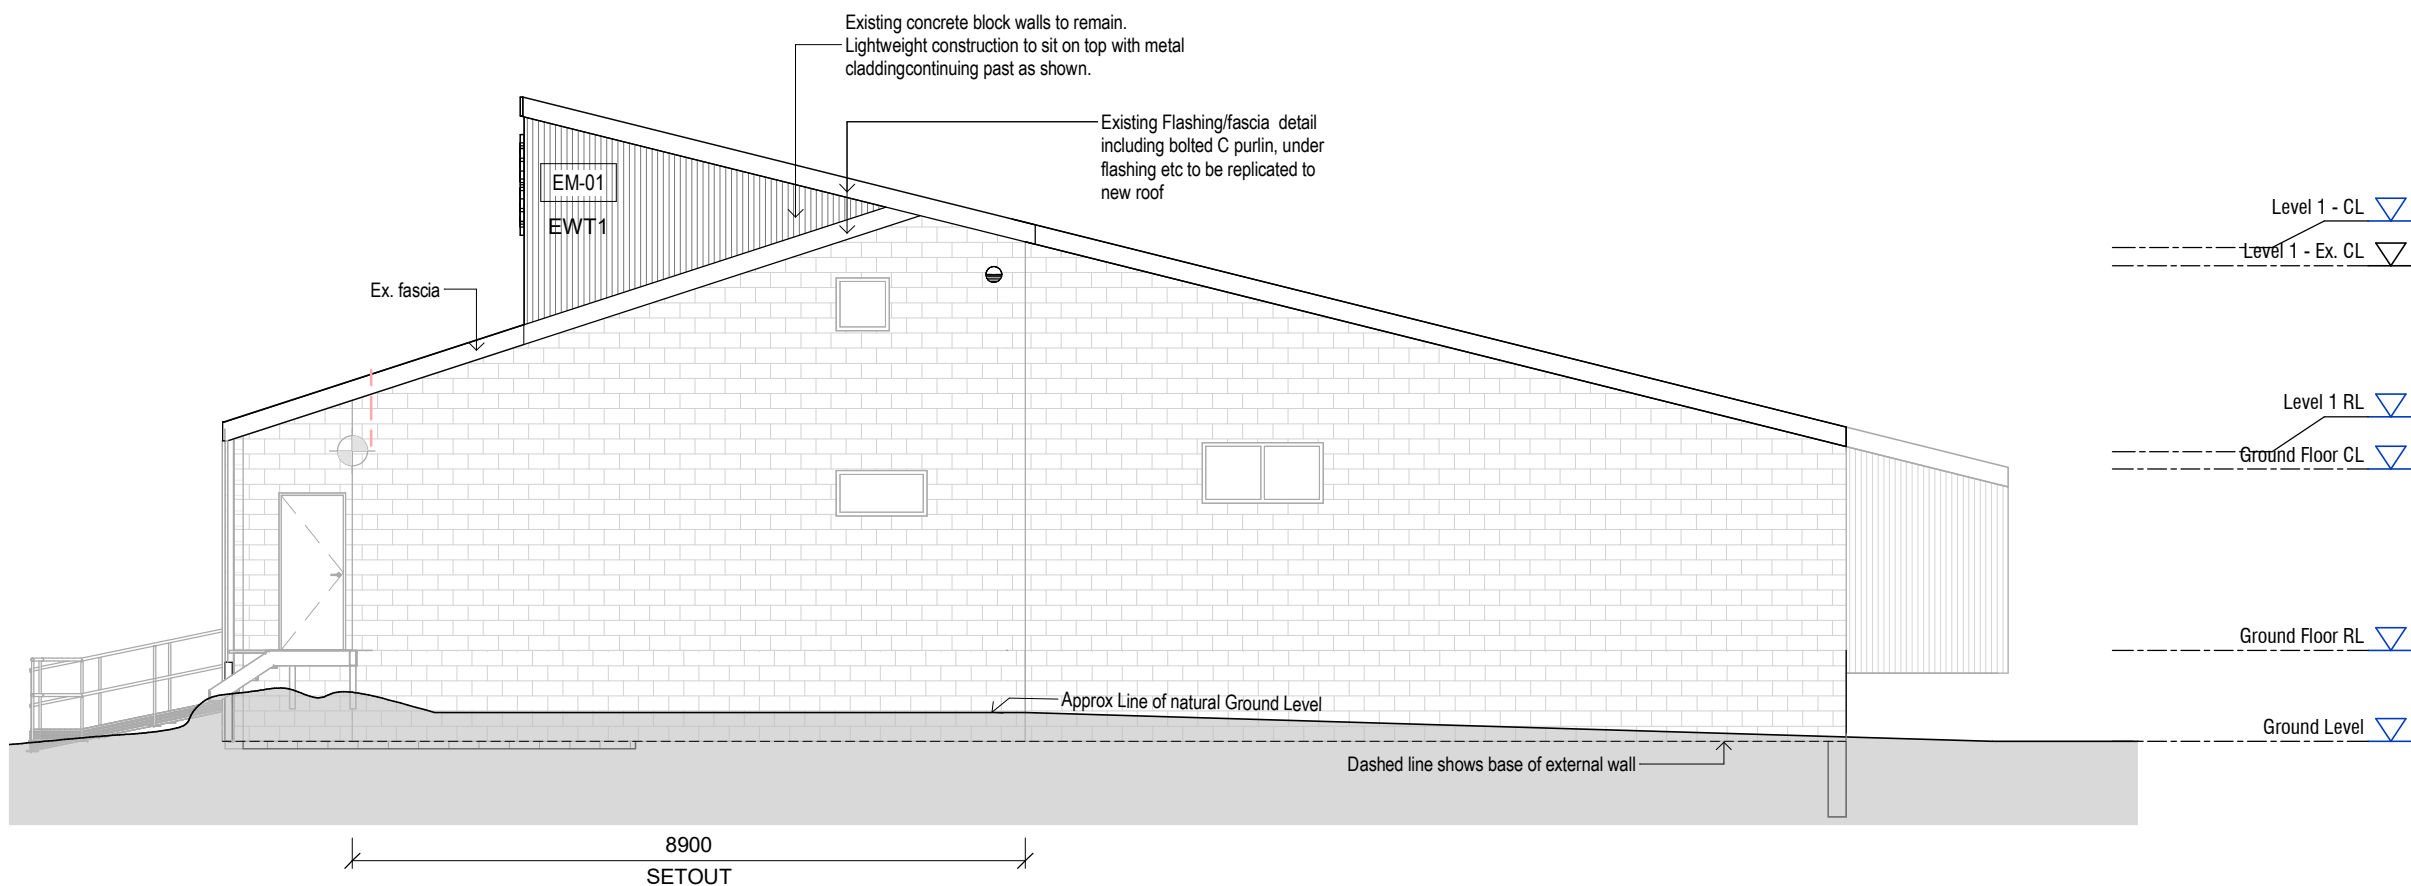 Existing concrete block walls to remain.
Lightweight construction to sit on top with metal
claddingcontinuing past as shown.
Existing Flashing/fascia detail
including bolted C purlin, under
flashing etc to be replicated to
new roof
EM-01
EWT1
Ex. fascia
Level 1 - CL
Level 1 - Ex. CL
Level 1 RL
Ground Floor CL
Ground Floor RL
Approx Line of natural Ground Level
Ground Level
Dashed line shows base of external wall
8900
SETOUT